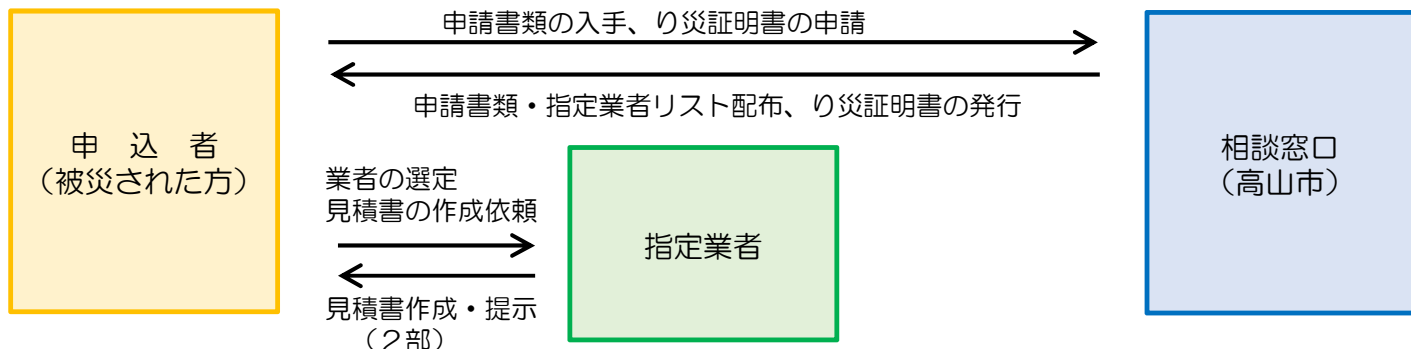 申請書類の入手、り災証明書の申請
申請書類・指定業者リスト配布、り災証明書の発行
申　込　者
（被災された方）
業者の選定
見積書の作成依頼
見積書作成・提示
（２部）
指定業者
相談窓口
（高山市）